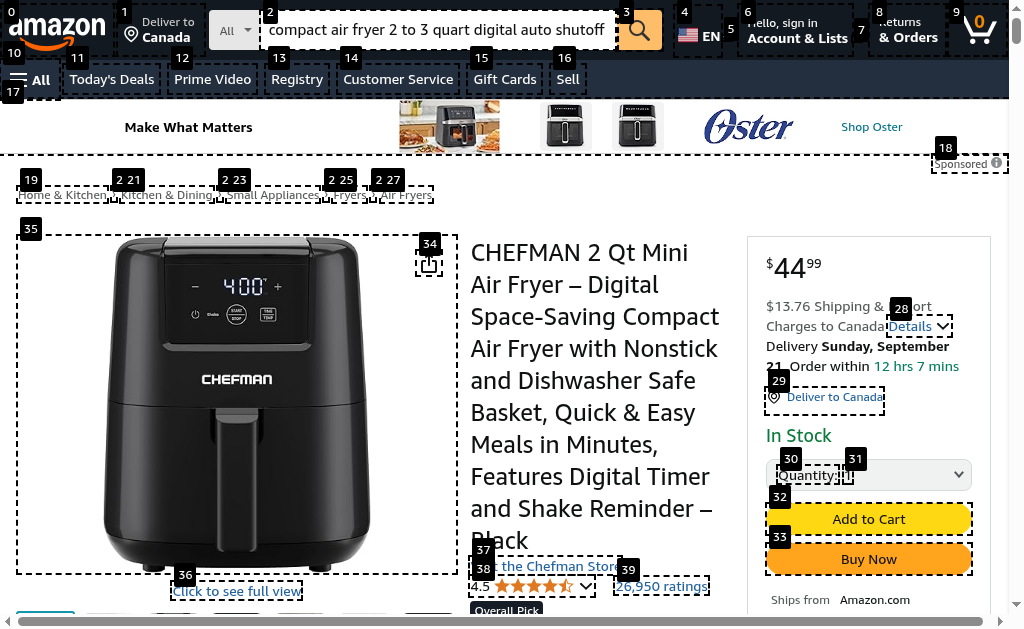 0 1 2 3 4 5 6 7 8 9
amazon
Deliver to
Canada
All
compact air fryer 2 to 3 quart digital auto shutoff
EN
Hello, sign in
Account & Lists
Returns
& Orders
0
10 11 12 13 14 15 16
All
Today's Deals
Prime Video
Registry
Customer Service
Gift Cards
Sell
17
Make What Matters
Oster
Shop Oster
18
Sponsored
19 2 21 2 23 2 25 2 27
Home & Kitchen › Kitchen & Dining › Small Appliances › Fryers › Air Fryers
35
34
400°
Shake
START
STOP
TIME
TEMP
CHEFMAN
36
Click to see full view
CHEFMAN 2 Qt Mini
Air Fryer – Digital
Space-Saving Compact
Air Fryer with Nonstick
and Dishwasher Safe
Basket, Quick & Easy
Meals in Minutes,
Features Digital Timer
and Shake Reminder –
Black
37
the Chefman Store
38
39
4.5
26,950 ratings
Overall Pick
$44.99
28
$13.76 Shipping & ort
Charges to Canada Details
Delivery Sunday, September
21. Order within 12 hrs 7 mins
29
Deliver to Canada
In Stock
30 31
Quantity: 1
32
Add to Cart
33
Buy Now
Ships from Amazon.com